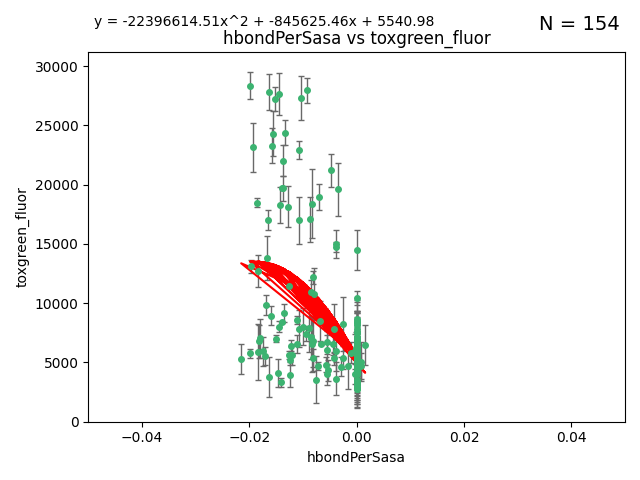 y = -22396614.51x^2 + -845625.46x + 5540.98
N = 154
hbondPerSasa vs toxgreen_fluor
30000
25000
20000
15000
10000
5000
0
toxgreen_fluor
−0.04
−0.02
0.00
0.02
0.04
hbondPerSasa